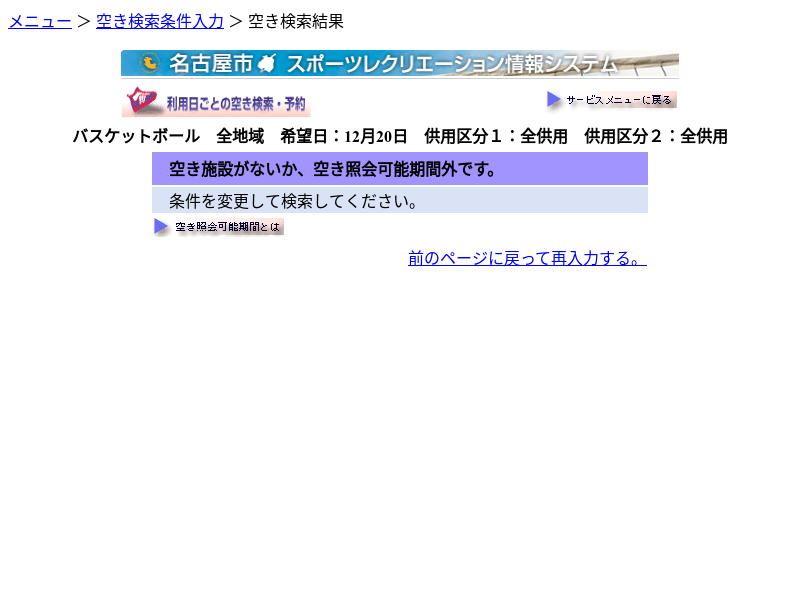 メニュー ＞ 空き検索条件入力 ＞ 空き検索結果
名古屋市 スポーツレクリエーション情報システム
利用日ごとの空き検索・予約
サービスメニューに戻る
バスケットボール　全地域　希望日：12月20日　供用区分１：全供用　供用区分２：全供用
空き施設がないか、空き照会可能期間外です。
条件を変更して検索してください。
空き照会可能期間とは
前のページに戻って再入力する。